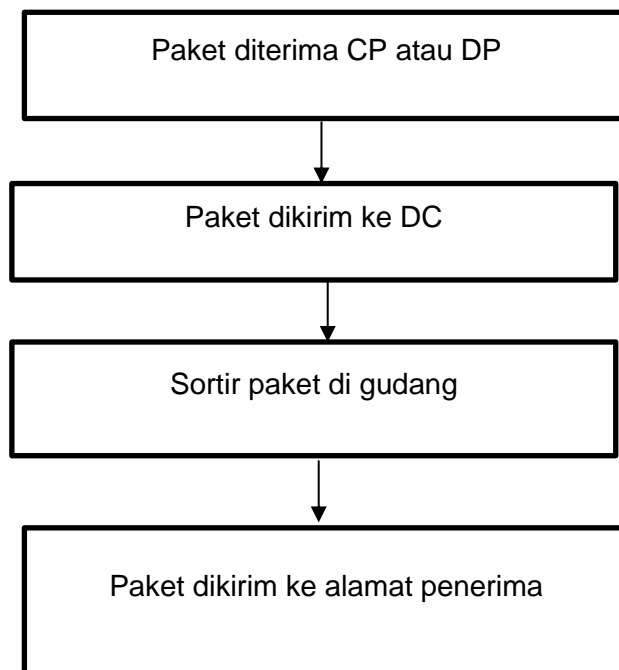 Paket diterima CP atau DP
Paket dikirim ke DC
Sortir paket di gudang
Paket dikirim ke alamat penerima